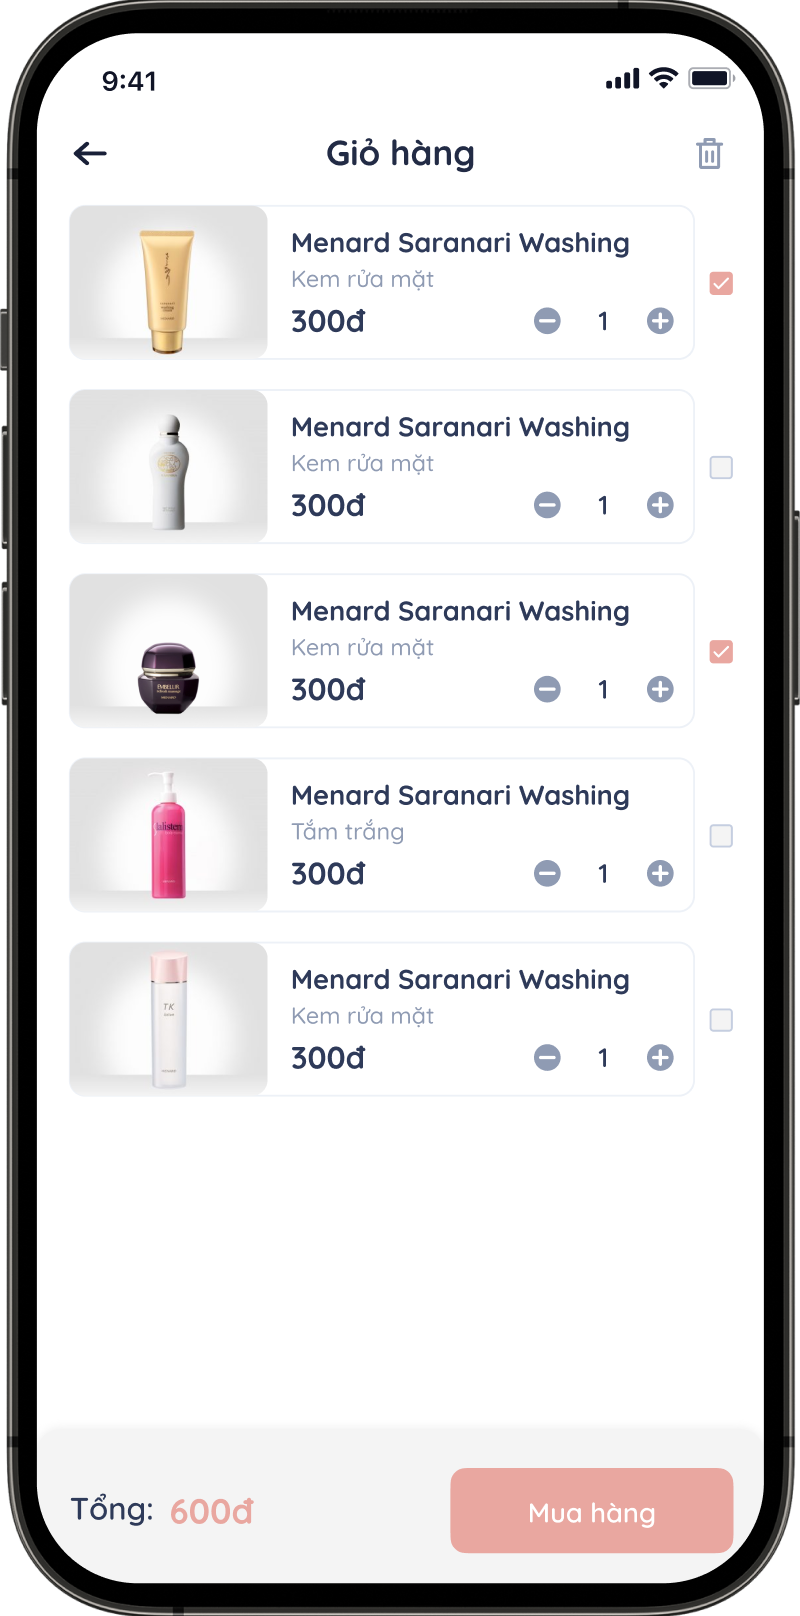 9:41
Giỏ hàng
Menard Saranari Washing
Kem rửa mặt
300đ
1
Menard Saranari Washing
Kem rửa mặt
300đ
1
EMBELLIR
Menard Saranari Washing
Kem rửa mặt
300đ
1
Menard Saranari Washing
Tắm trắng
300đ
1
TK
Menard Saranari Washing
Kem rửa mặt
300đ
1
Tổng: 600đ
Mua hàng